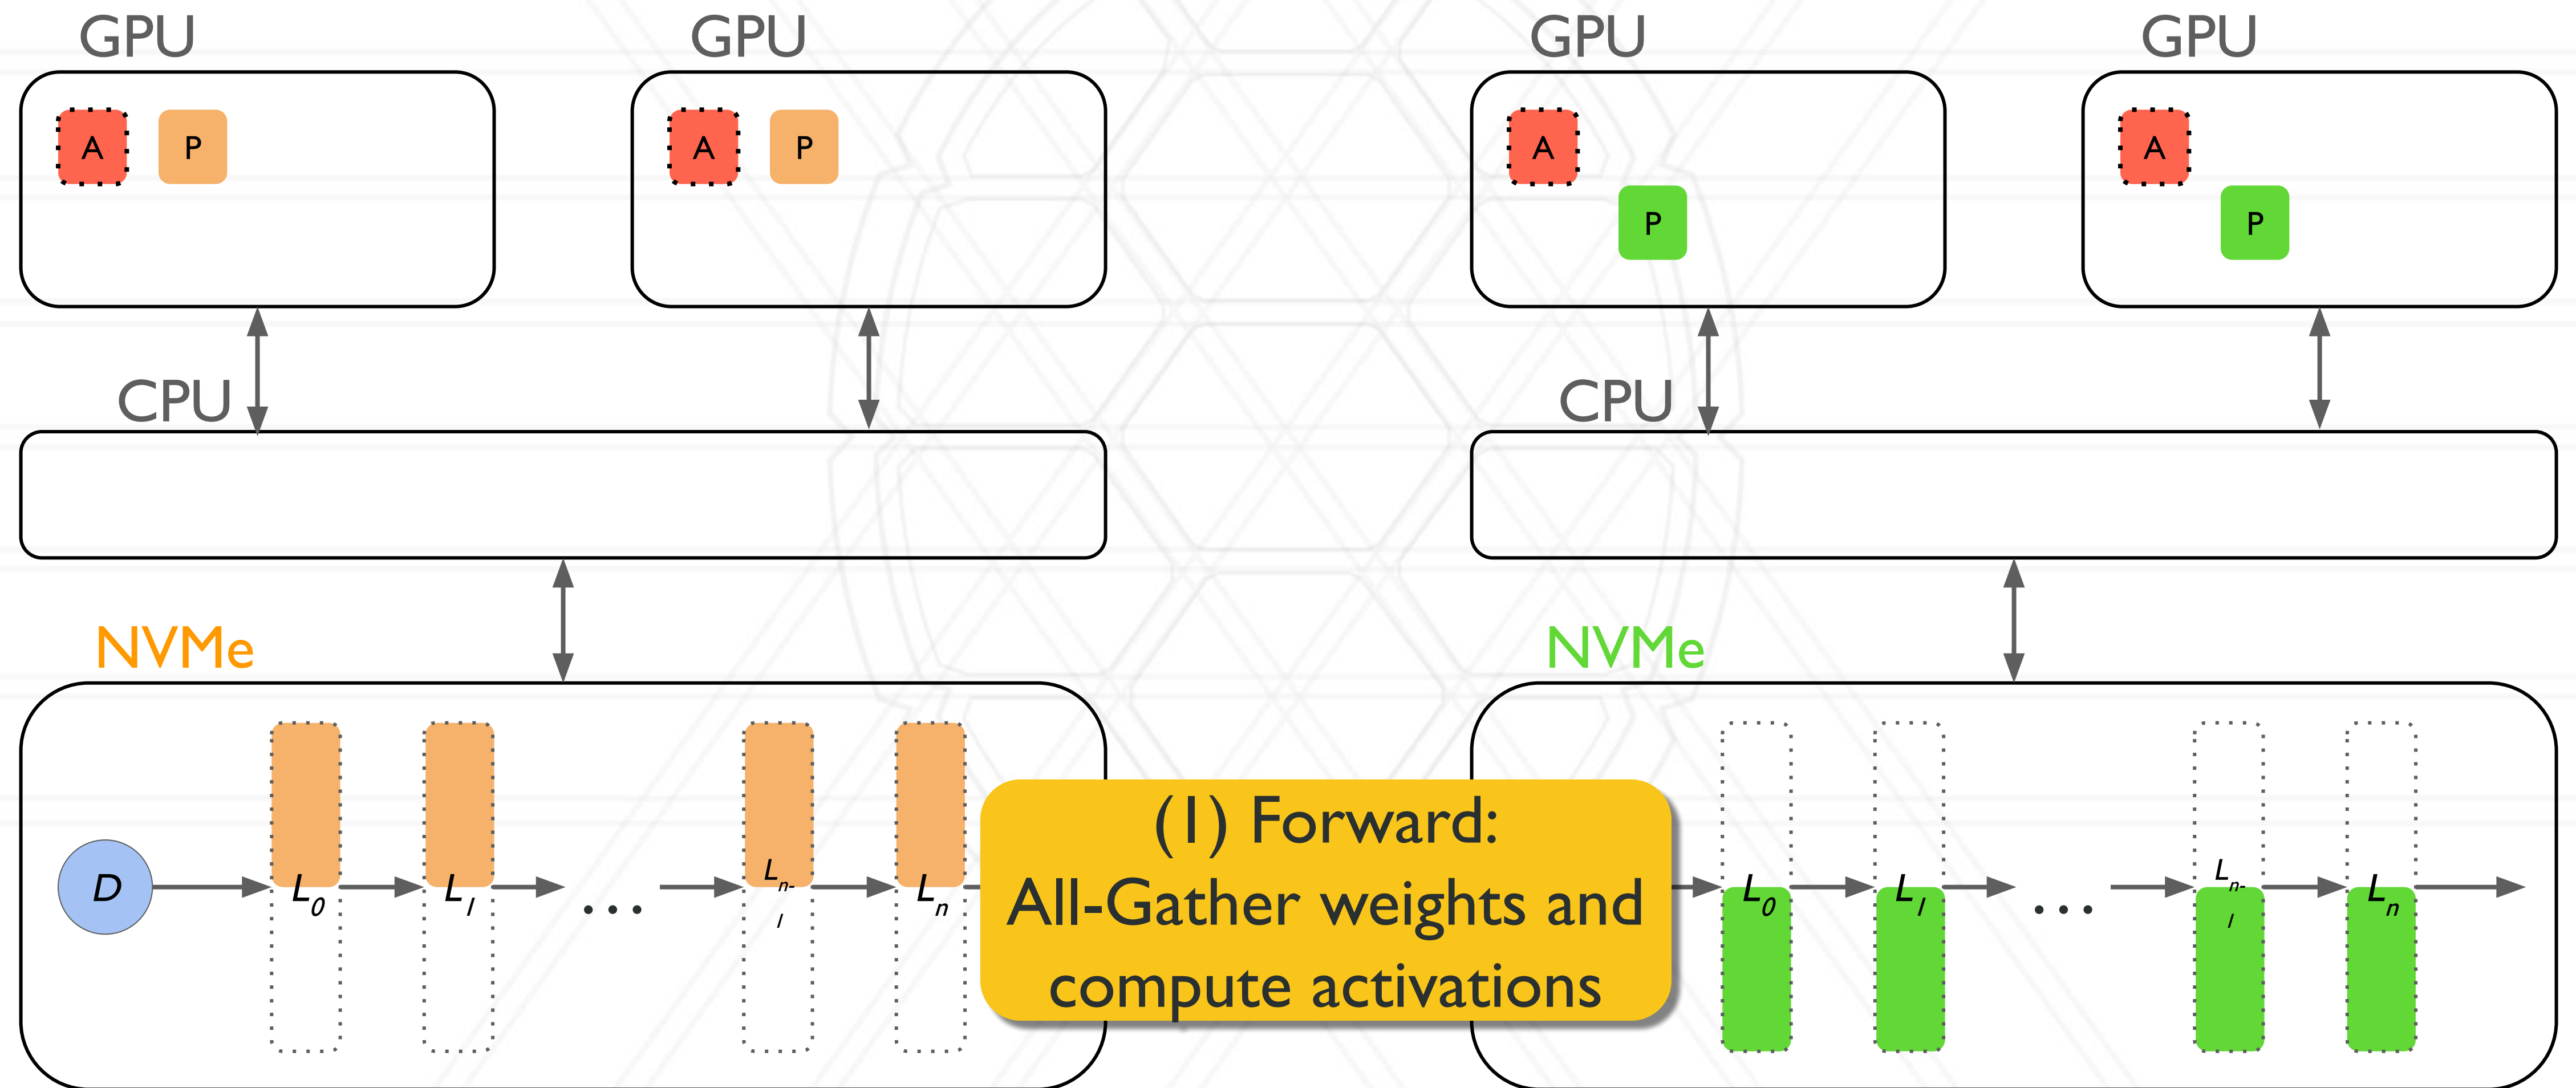 GPU
GPU
GPU
GPU
A
P
A
P
A
P
A
P
CPU
CPU
NVMe
NVMe
D
L0
L1
...
Ln-
1
Ln
(1) Forward:
All-Gather weights and
compute activations
L0
L1
...
Ln-
1
Ln